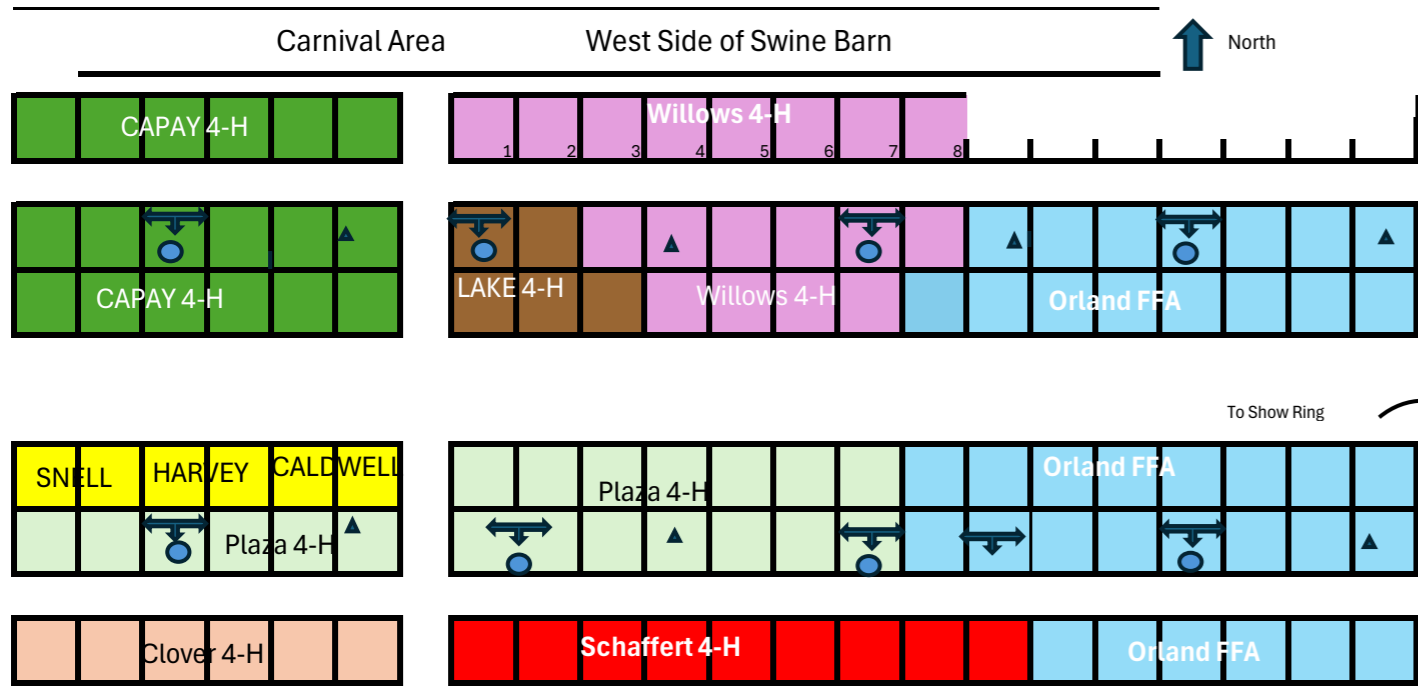 Carnival Area West Side of Swine Barn
North
CAPAY 4-H
Willows 4-H
1 2 3 4 5 6 7 8
LAKE 4-H
CAPAY 4-H
Willows 4-H
Orland FFA
To Show Ring
SNELL HARVEY CALDWELL
Orland FFA
Plaza 4-H
Plaza 4-H
Clover 4-H
Schaffert 4-H
Orland FFA